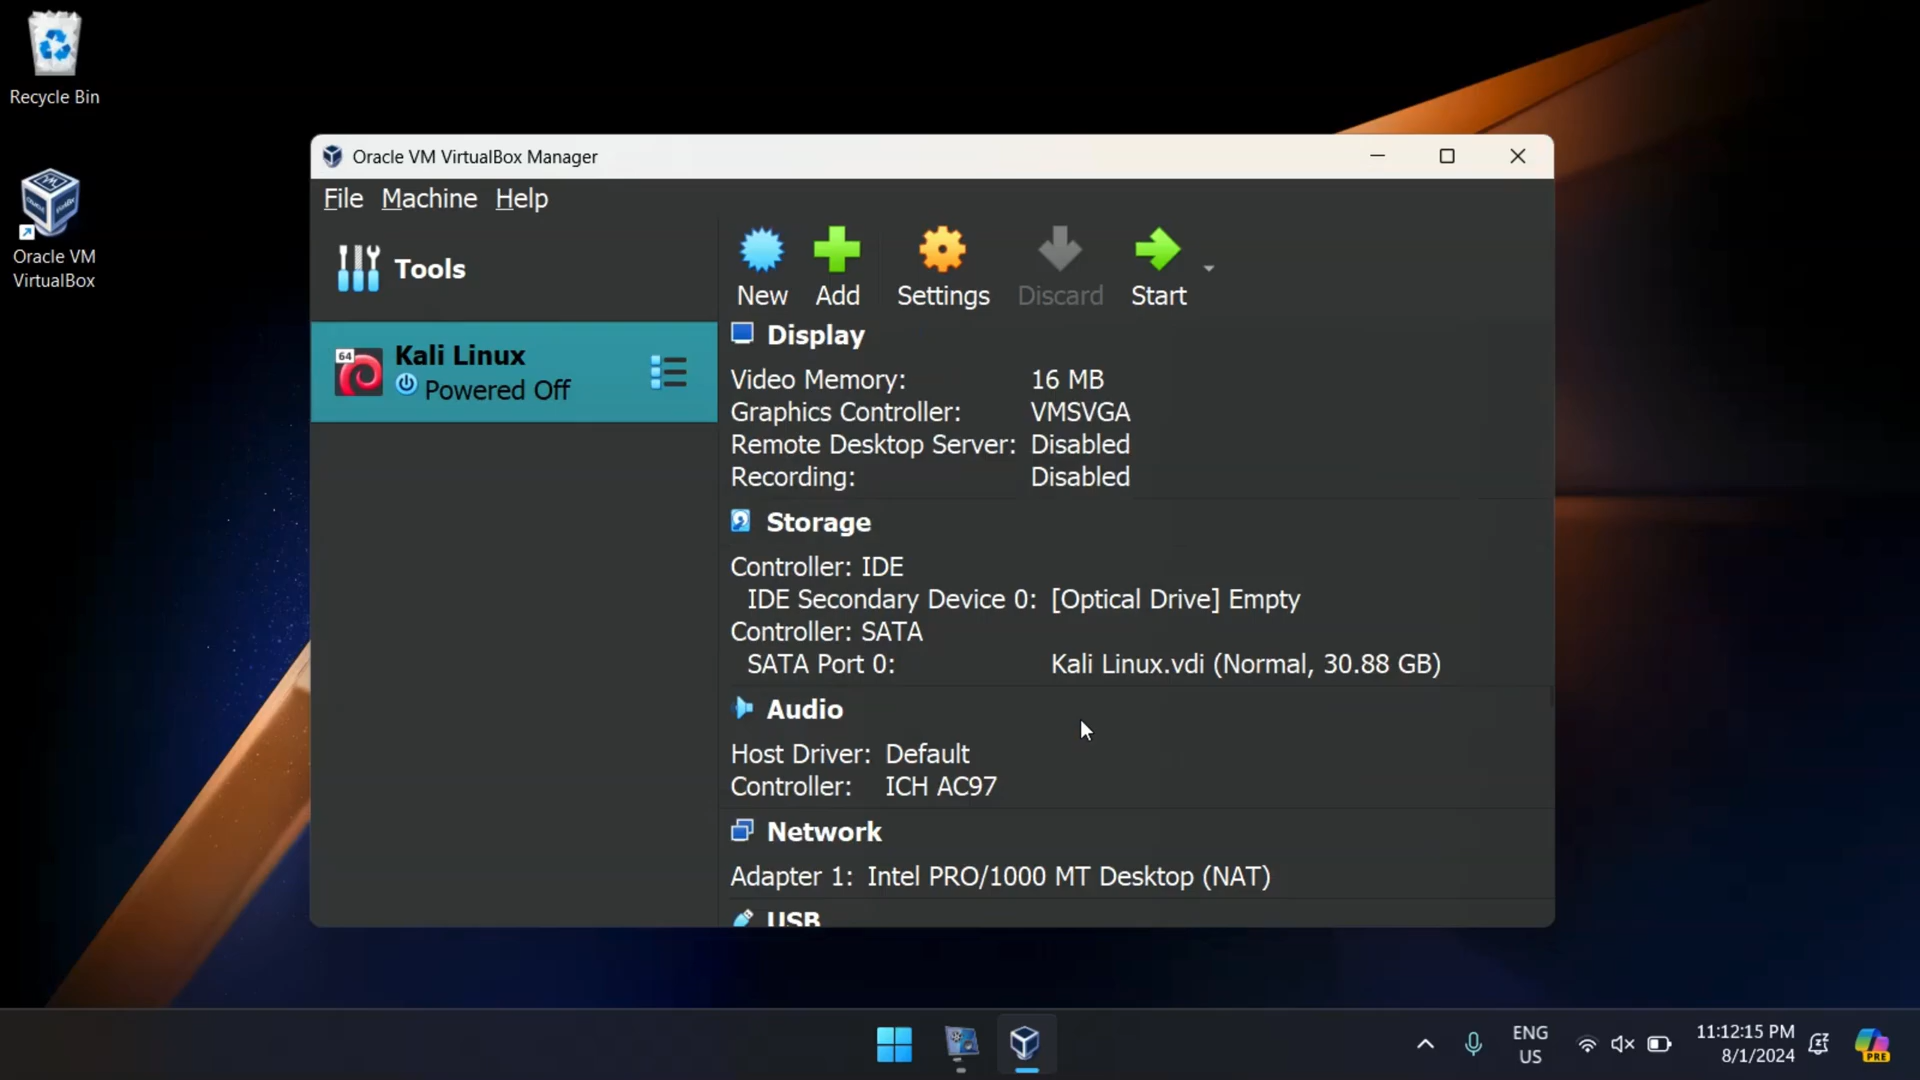 Recycle Bin
Oracle VM
VirtualBox
Oracle VM VirtualBox Manager
File Machine Help
Tools
New Add Settings Discard Start
64
Kali Linux
Powered Off
Display
Video Memory: 16 MB
Graphics Controller: VMSVGA
Remote Desktop Server: Disabled
Recording: Disabled
Storage
Controller: IDE
IDE Secondary Device 0: [Optical Drive] Empty
Controller: SATA
SATA Port 0: Kali Linux.vdi (Normal, 30.88 GB)
Audio
Host Driver: Default
Controller: ICH AC97
Network
Adapter 1: Intel PRO/1000 MT Desktop (NAT)
USB
ENG
US
11:12:15 PM
8/1/2024
PRE